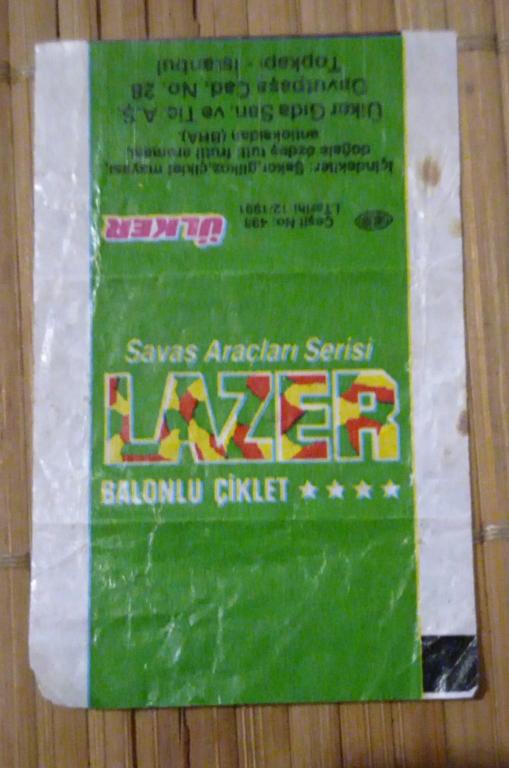 Savaş Araçları Serisi
LAZER
BALONLU ÇİKLET
ÜLKER
Çeşit No: 498
İ.Tarihi 12/1991
İçindekiler: Şeker, glikoz, çiklet mayası,
doğala özdeş tutti frutti aroması,
antioksidan (BHA).
Ülker Gıda San. ve Tic A.Ş.
Davutpaşa Cad. No. 28
Topkapı - İstanbul